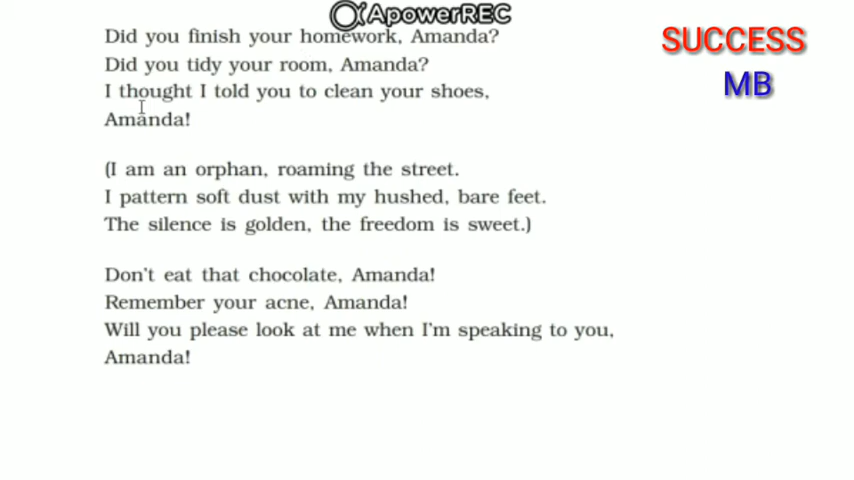 ApowerREC
SUCCESS
MB
Did you finish your homework, Amanda?
Did you tidy your room, Amanda?
I thought I told you to clean your shoes,
Amanda!
(I am an orphan, roaming the street.
I pattern soft dust with my hushed, bare feet.
The silence is golden, the freedom is sweet.)
Don't eat that chocolate, Amanda!
Remember your acne, Amanda!
Will you please look at me when I'm speaking to you,
Amanda!